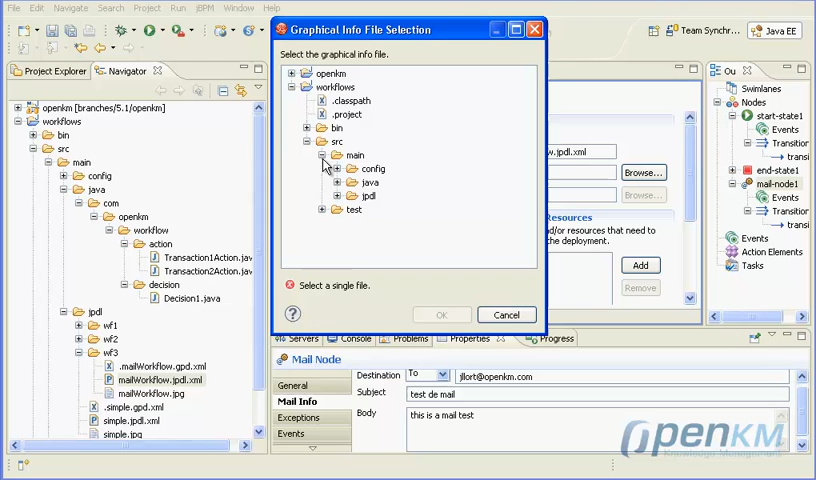 File Edit Navigate Search Project Run jBPM Window Help
Graphical Info File Selection
Team Synchr...
Java EE
Select the graphical info file.
Project Explorer
Navigator
openkm [branches/5.1/openkm]
workflows
bin
src
main
config
java
com
openkm
workflow
action
Transaction1Action.jav
Transaction2Action.jav
decision
Decision1.java
jpdl
wf1
wf2
wf3
.mailWorkflow.gpd.xml
mailWorkflow.jpdl.xml
mailWorkflow.jpg
.simple.gpd.xml
simple.jpdl.xml
simple.jpg
openkm
workflows
.classpath
.project
bin
src
main
config
java
jpdl
test
Select a single file.
OK
Cancel
w.jpdl.xml
Browse...
Browse...
Resources
and/or resources that need to
the deployment.
Add
Remove
Ou
Swimlanes
Nodes
start-state1
Events
Transition
transi
end-state1
mail-node1
Events
Transition
transi
Events
Action Elements
Tasks
Servers
Console
Problems
Properties
Progress
Mail Node
General
Mail Info
Exceptions
Events
Destination To jllort@openkm.com
Subject test de mail
Body this is a mail test
OpenKM
Knowledge Management